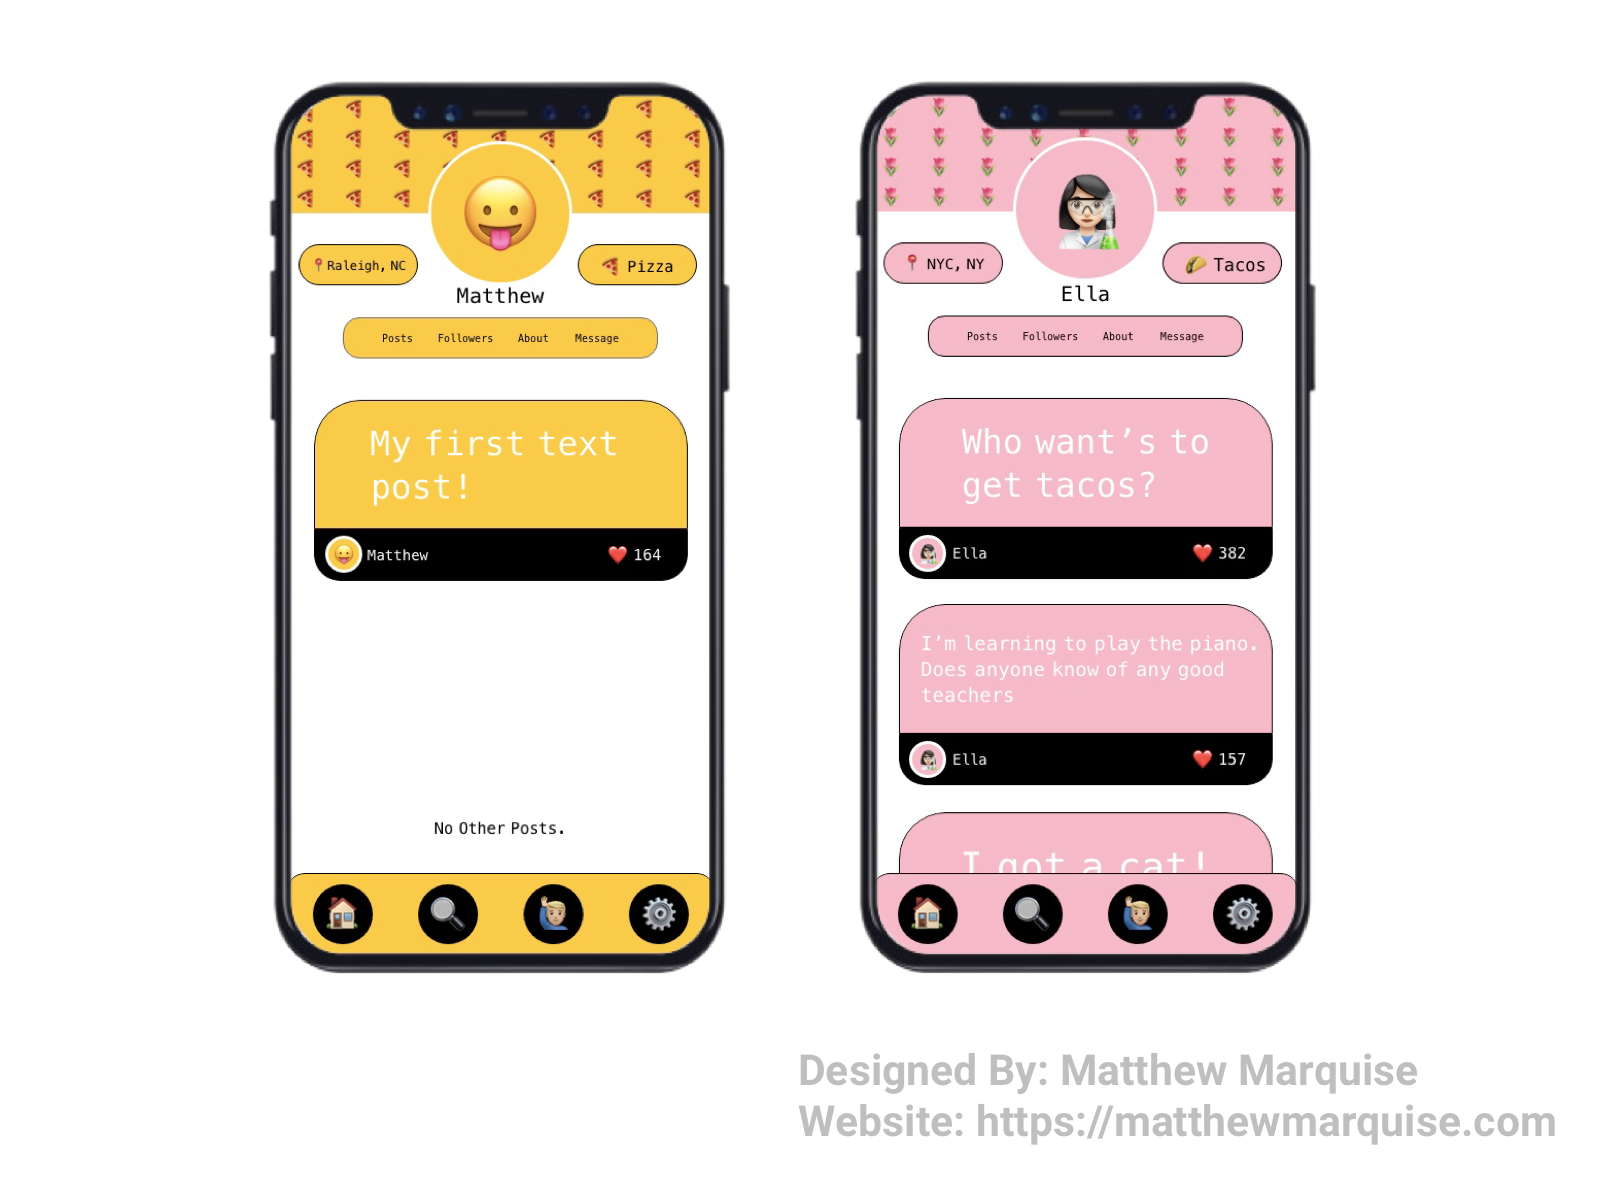 Raleigh, NC
Pizza
Matthew
Posts Followers About Message
My first text
post!
Matthew
164
No Other Posts.
NYC, NY
Tacos
Ella
Posts Followers About Message
Who want’s to
get tacos?
Ella
382
I’m learning to play the piano.
Does anyone know of any good
teachers
Ella
157
I got a cat!
Designed By: Matthew Marquise
Website: https://matthewmarquise.com